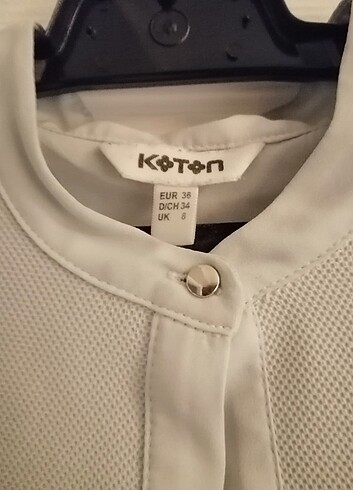 KOTON
EUR 36
D/CH 34
UK 8